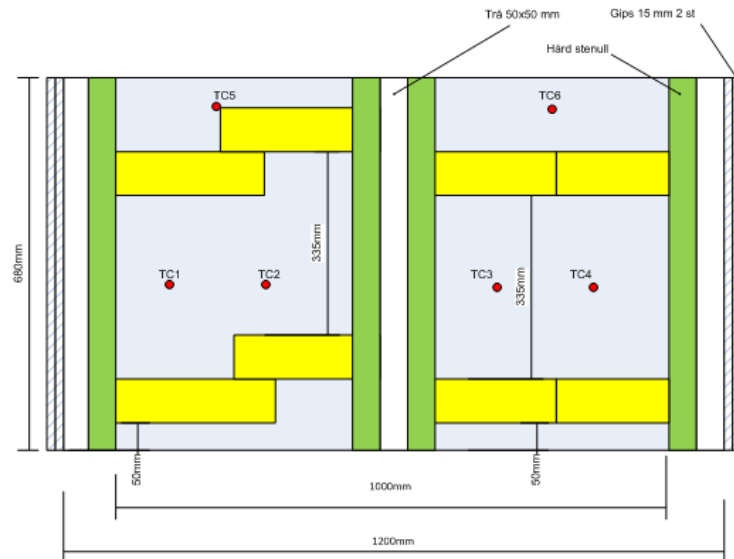 Trä 50x50 mm
Gips 15 mm 2 st
Hård stenull
TC5
TC6
680mm
335mm
TC1
TC2
TC3
TC4
335mm
50mm
50mm
1000mm
1200mm